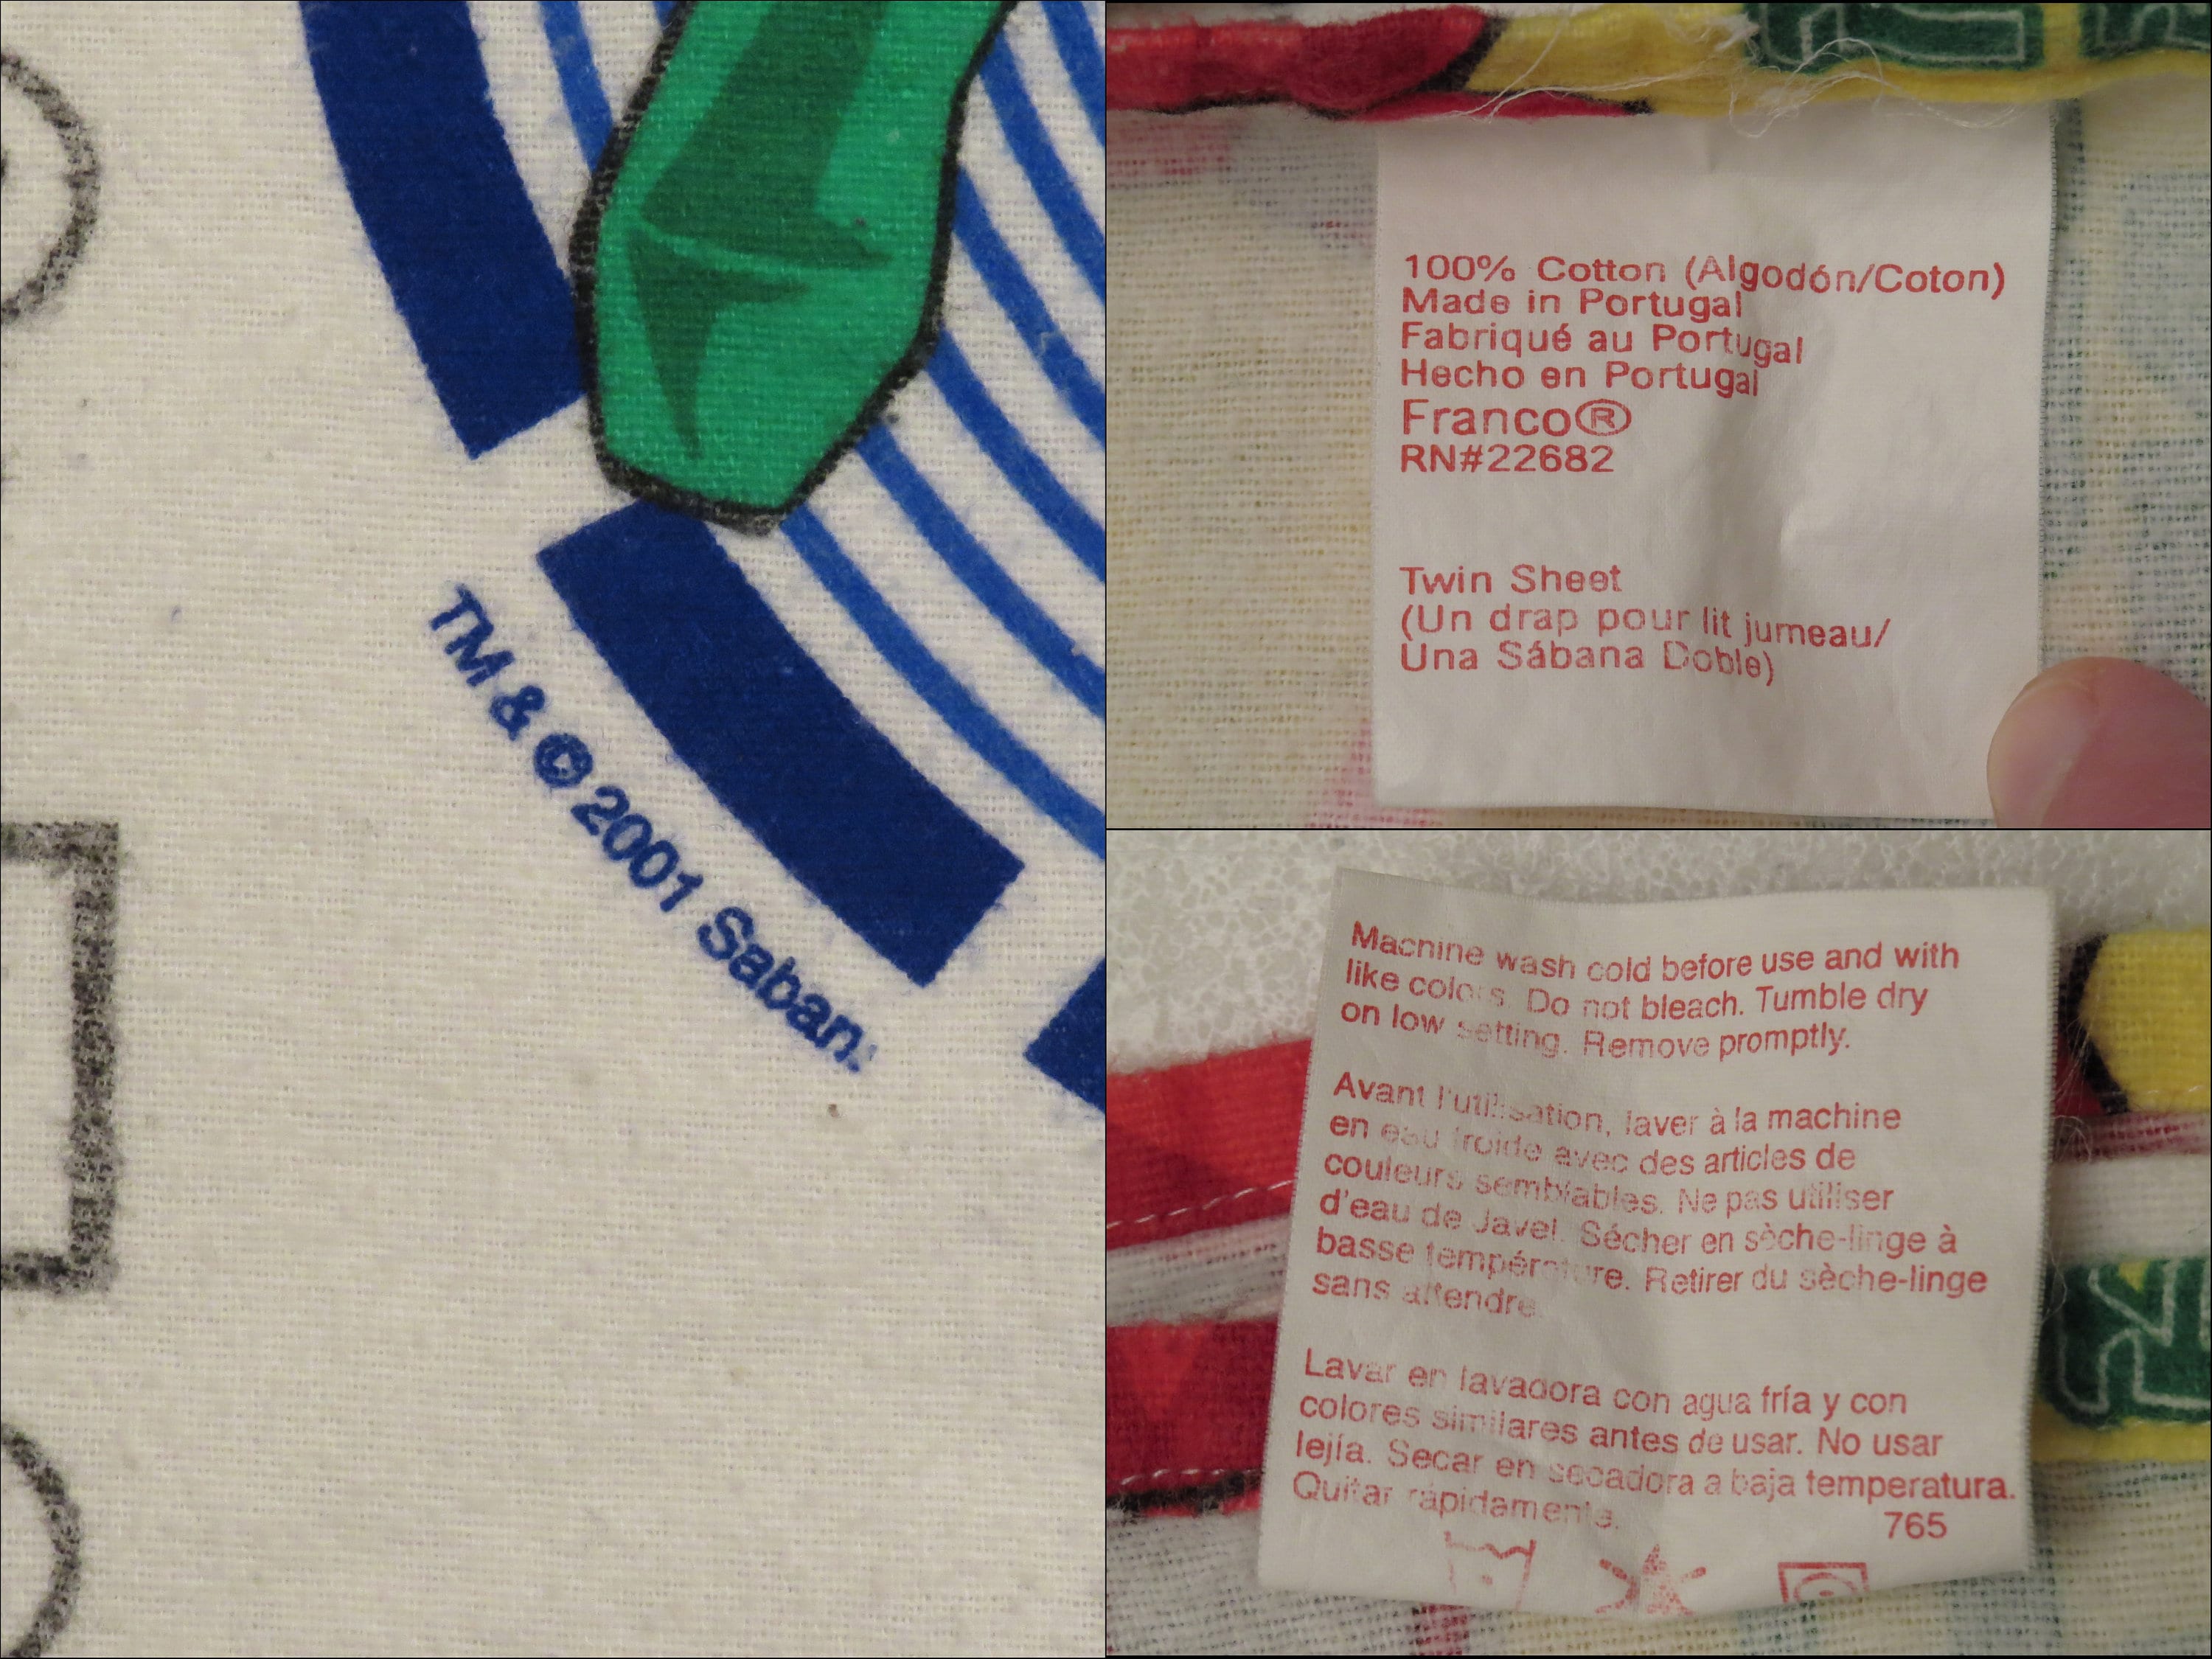 TM & © 2001 Saban.
100% Cotton (Algodón/Coton)
Made in Portugal
Fabriqué au Portugal
Hecho en Portugal
Franco®
RN#22682
Twin Sheet
(Un drap pour lit jumeau/
Una Sábana Doble)
Machine wash cold before use and with
like colors. Do not bleach. Tumble dry
on low setting. Remove promptly.
Avant l'utilisation, laver à la machine
en eau froide avec des articles de
couleurs semblables. Ne pas utiliser
d'eau de Javel. Sécher en sèche-linge à
basse température. Retirer du sèche-linge
sans attendre.
Lavar en lavadora con agua fría y con
colores similares antes de usar. No usar
lejía. Secar en secadora a baja temperatura.
Quitar rápidamente.
765